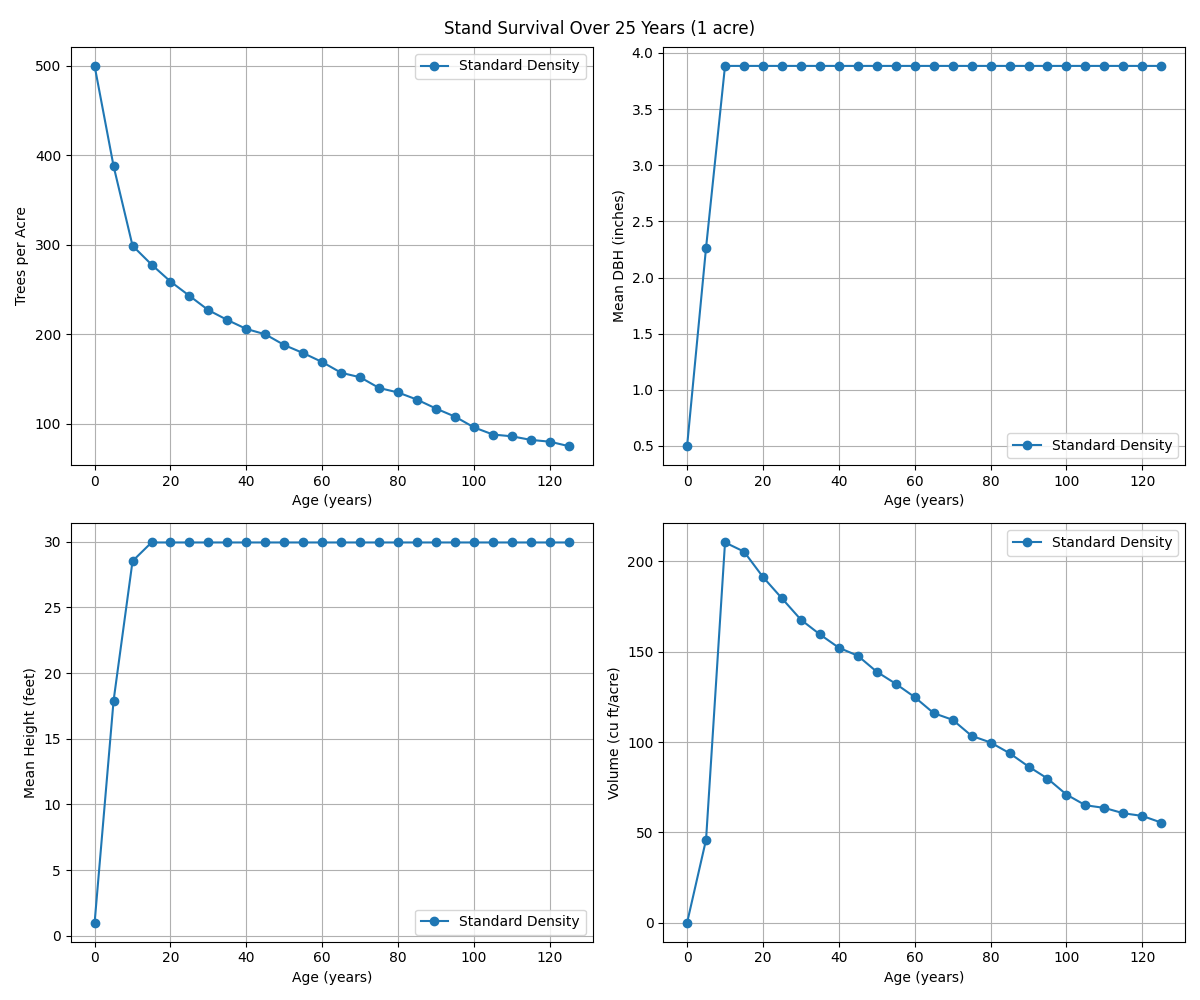 Stand Survival Over 25 Years (1 acre)
Trees per Acre
500
400
300
200
100
Standard Density
0 20 40 60 80 100 120
Age (years)
Mean DBH (inches)
4.0
3.5
3.0
2.5
2.0
1.5
1.0
0.5
Standard Density
0 20 40 60 80 100 120
Age (years)
Mean Height (feet)
30
25
20
15
10
5
0
Standard Density
0 20 40 60 80 100 120
Age (years)
Volume (cu ft/acre)
200
150
100
50
0
Standard Density
0 20 40 60 80 100 120
Age (years)